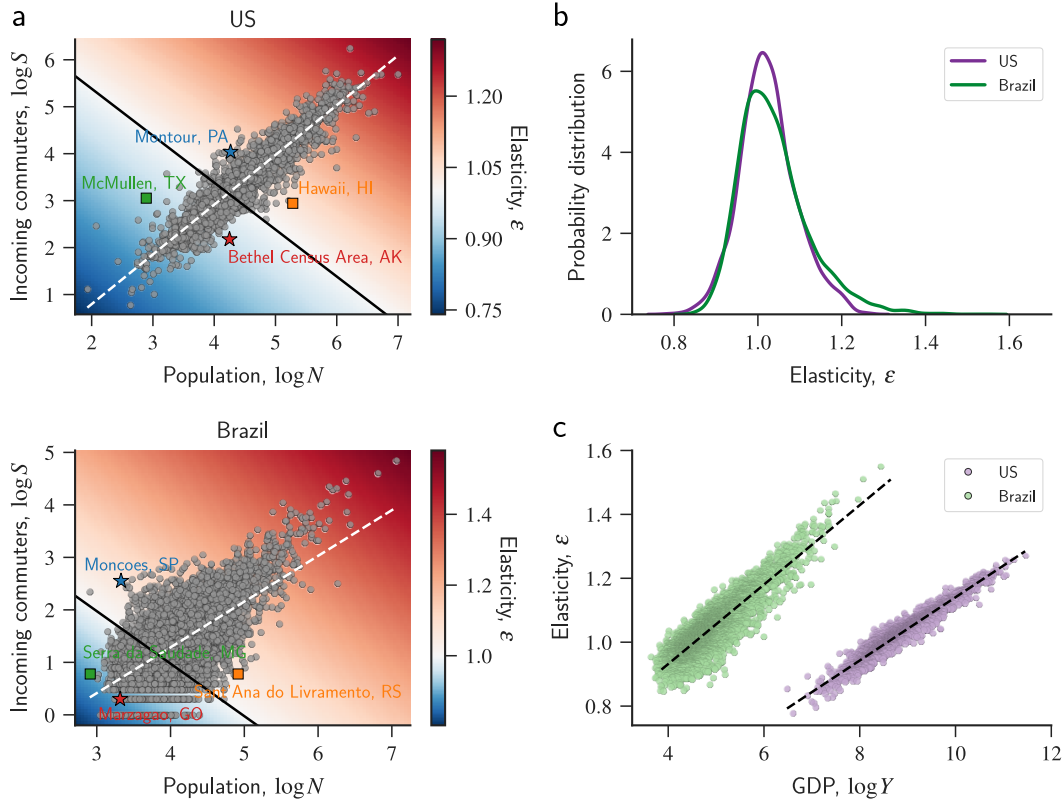 a
US
Incoming commuters, log S
6
5
4
3
2
1
Montour, PA
McMullen, TX
Hawaii, HI
Bethel Census Area, AK
2 3 4 5 6 7
Population, log N
1.20
1.05
0.90
0.75
Elasticity, ε
b
Probability distribution
6
4
2
0
US
Brazil
0.8 1.0 1.2 1.4 1.6
Elasticity, ε
Brazil
Incoming commuters, log S
5
4
3
2
1
0
Moncoes, SP
Sant Ana do Livramento, RS
Marzagao, GO
3 4 5 6 7
Population, log N
1.4
1.2
1.0
Elasticity, ε
c
Elasticity, ε
1.6
1.4
1.2
1.0
0.8
US
Brazil
4 6 8 10 12
GDP, log Y